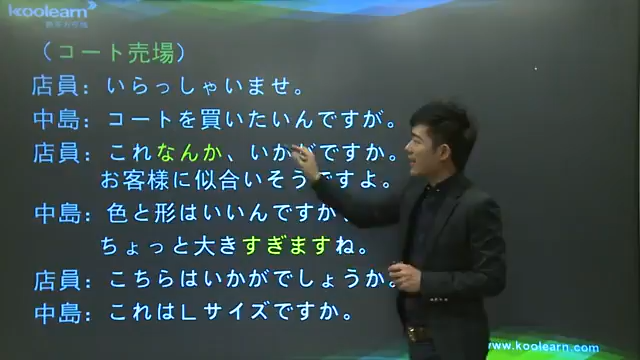 koolearn
（コート売場）
店員：いらっしゃいませ。
中島：コートを買いたいんですが。
店員：これなんか、いかがですか。
お客様に似合いそうですよ。
中島：色と形はいいんですが、
ちょっと大きすぎますね。
店員：こちらはいかがでしょうか。
中島：これはＬサイズですか。
www.koolearn.com